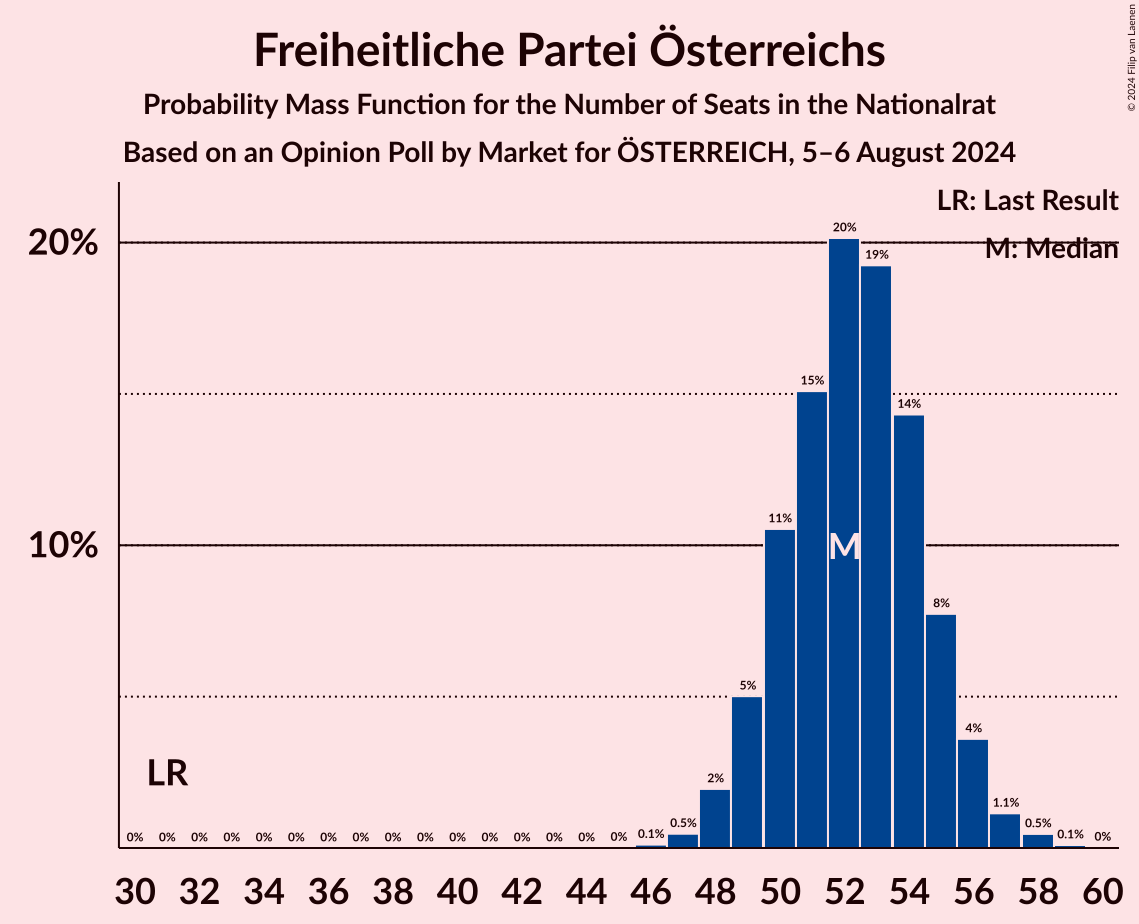 Freiheitliche Partei Österreichs
Probability Mass Function for the Number of Seats in the Nationalrat
Based on an Opinion Poll by Market for ÖSTERREICH, 5–6 August 2024
© 2024 Filip van Laenen
LR: Last Result
M: Median
20%
10%
20%
19%
15%
14%
11%
8%
5%
4%
2%
1.1%
0.5%
0.5%
0.1%
0.1%
M
LR
0% 0% 0% 0% 0% 0% 0% 0% 0% 0% 0% 0% 0% 0% 0% 0% 0%
30 32 34 36 38 40 42 44 46 48 50 52 54 56 58 60